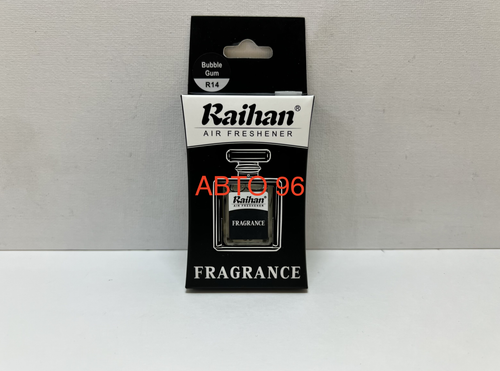 Bubble
Gum
R14
Raihan®
AIR FRESHENER
АВТО 96
Raihan®
AIR FRESHENER
FRAGRANCE
FRAGRANCE